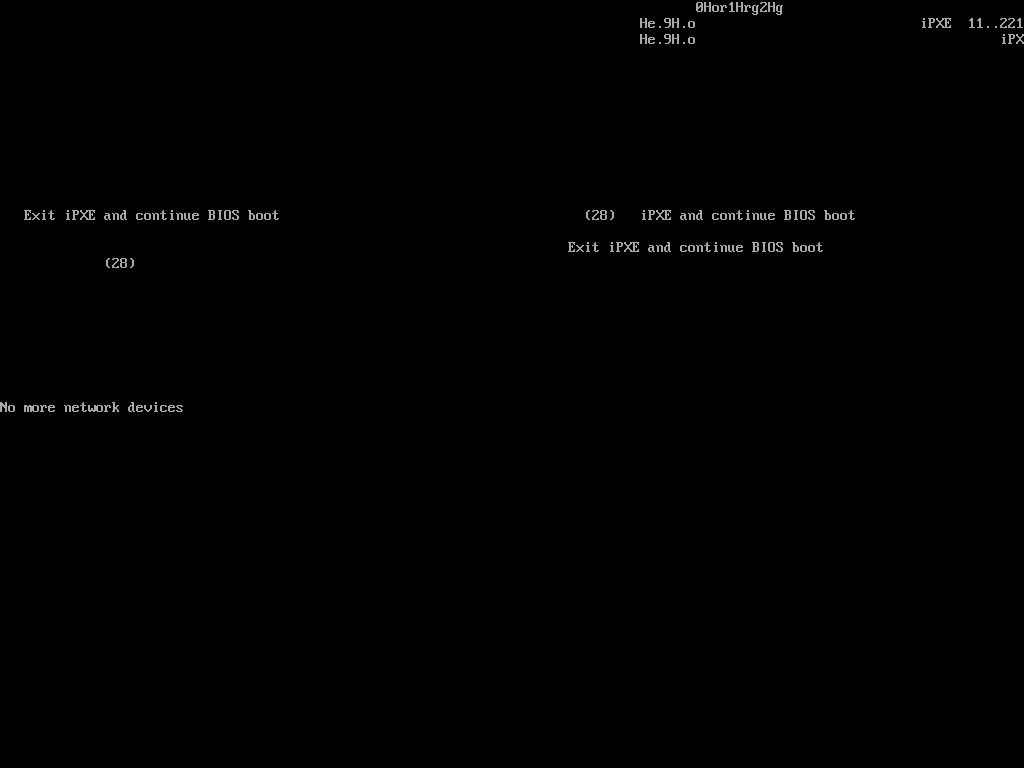 0Hor1Hrg2Hg
He.9H.o iPXE 11..221
He.9H.o iPX
Exit iPXE and continue BIOS boot (28) iPXE and continue BIOS boot
Exit iPXE and continue BIOS boot
(28)
No more network devices